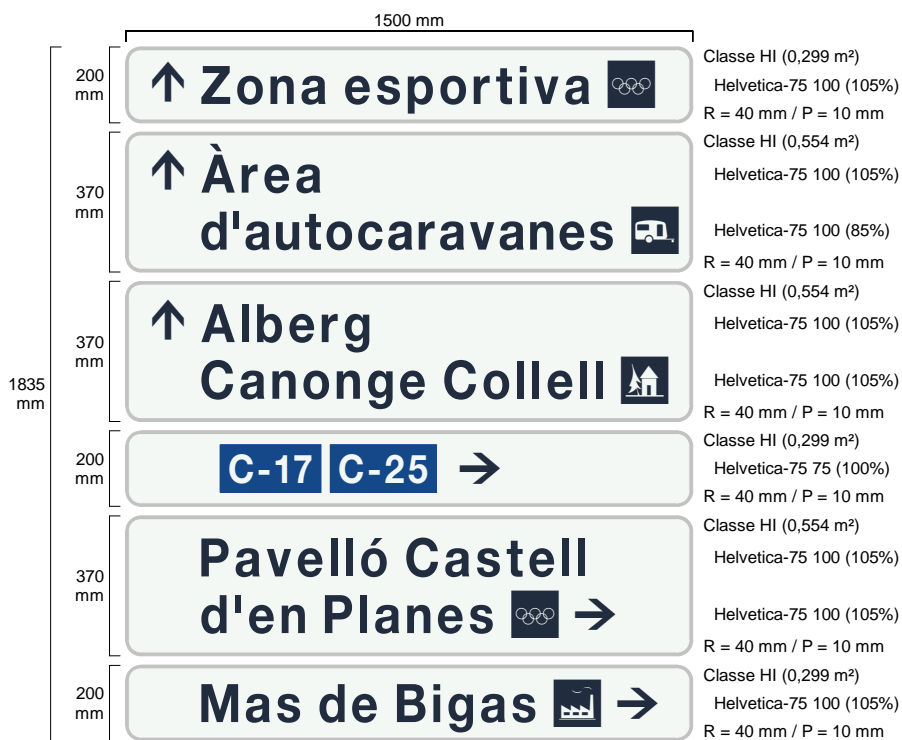 1500 mm
200 mm
Zona esportiva
Classe HI (0,299 m²)
Helvetica-75 100 (105%)
R = 40 mm / P = 10 mm
370 mm
Àrea
d'autocaravanes
Classe HI (0,554 m²)
Helvetica-75 100 (105%)
Helvetica-75 100 (85%)
R = 40 mm / P = 10 mm
1835 mm
370 mm
Alberg
Canonge Collell
Classe HI (0,554 m²)
Helvetica-75 100 (105%)
Helvetica-75 100 (105%)
R = 40 mm / P = 10 mm
200 mm
C-17 C-25
Classe HI (0,299 m²)
Helvetica-75 75 (100%)
R = 40 mm / P = 10 mm
370 mm
Pavelló Castell
d'en Planes
Classe HI (0,554 m²)
Helvetica-75 100 (105%)
Helvetica-75 100 (105%)
R = 40 mm / P = 10 mm
200 mm
Mas de Bigas
Classe HI (0,299 m²)
Helvetica-75 100 (105%)
R = 40 mm / P = 10 mm